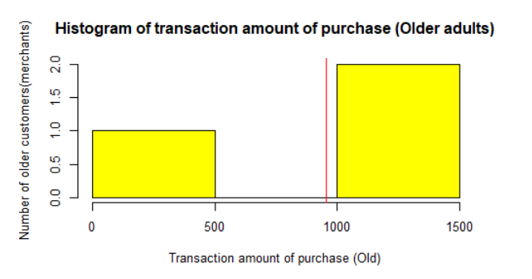 Histogram of transaction amount of purchase (Older adults)
Number of older customers(merchants)
2.0
1.5
1.0
0.5
0.0
0 500 1000 1500
Transaction amount of purchase (Old)